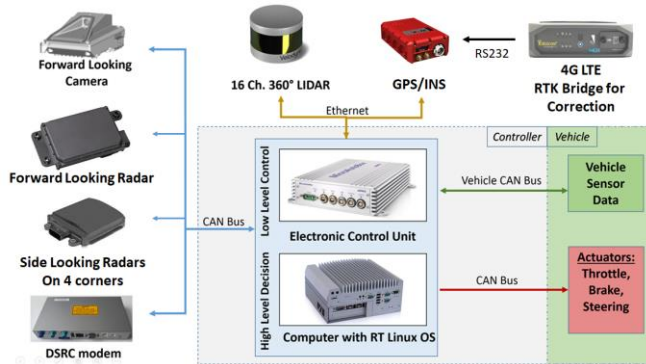 Forward Looking
Camera
Forward Looking Radar
Side Looking Radars
On 4 corners
DSRC modem
16 Ch. 360° LIDAR
GPS/INS
RS232
4G LTE
RTK Bridge for
Correction
Ethernet
Controller
Vehicle
CAN Bus
Low Level Control
Electronic Control Unit
High Level Decision
Computer with RT Linux OS
Vehicle CAN Bus
Vehicle
Sensor
Data
CAN Bus
Actuators:
Throttle,
Brake,
Steering